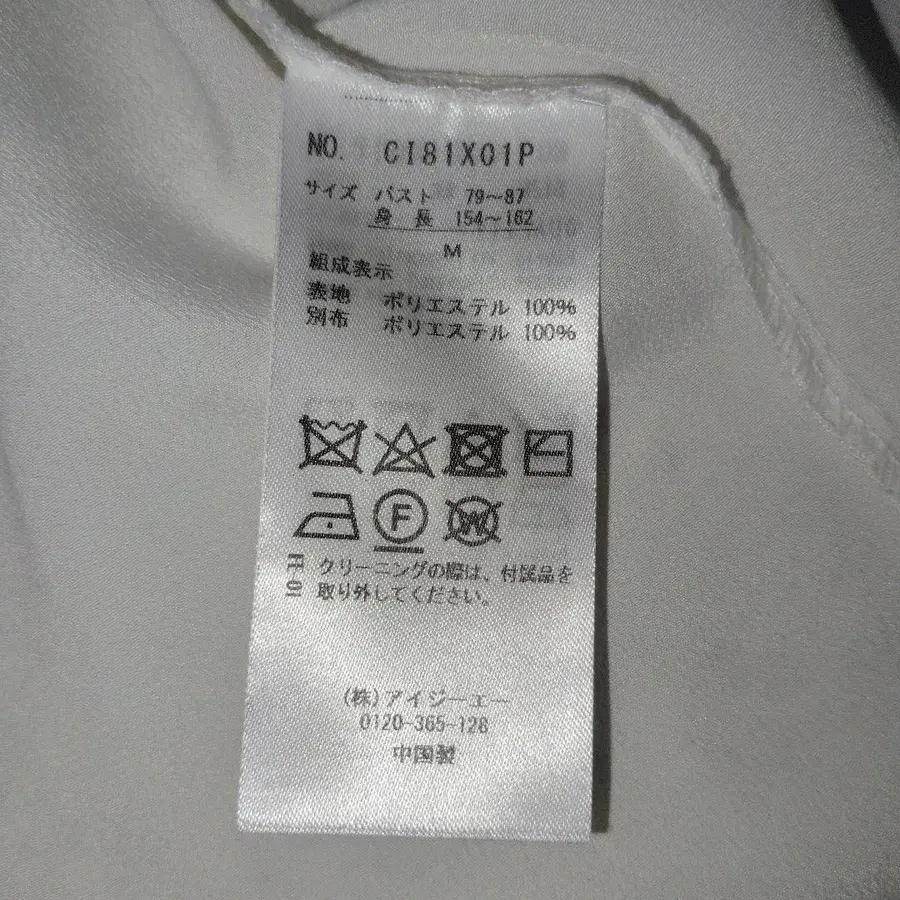 NO. CI81X01P
サイズ バスト 79～87
身長 154～162
M
組成表示
表地 ポリエステル 100%
別布 ポリエステル 100%
F
W
H-01 クリーニングの際は、付属品を
取り外してください。
(株)アイジーエー
0120-365-128
中国製